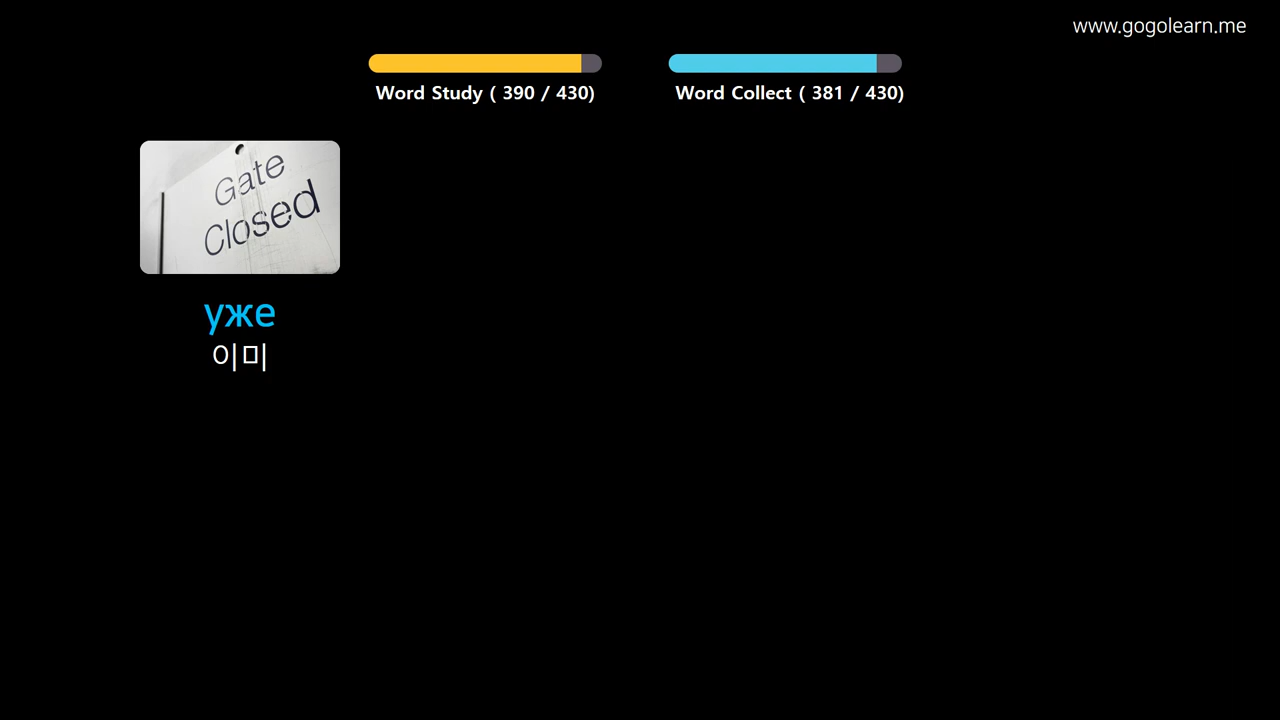 www.gogolearn.me
Word Study ( 390 / 430)
Word Collect ( 381 / 430)
Gate
Closed
уже
이미